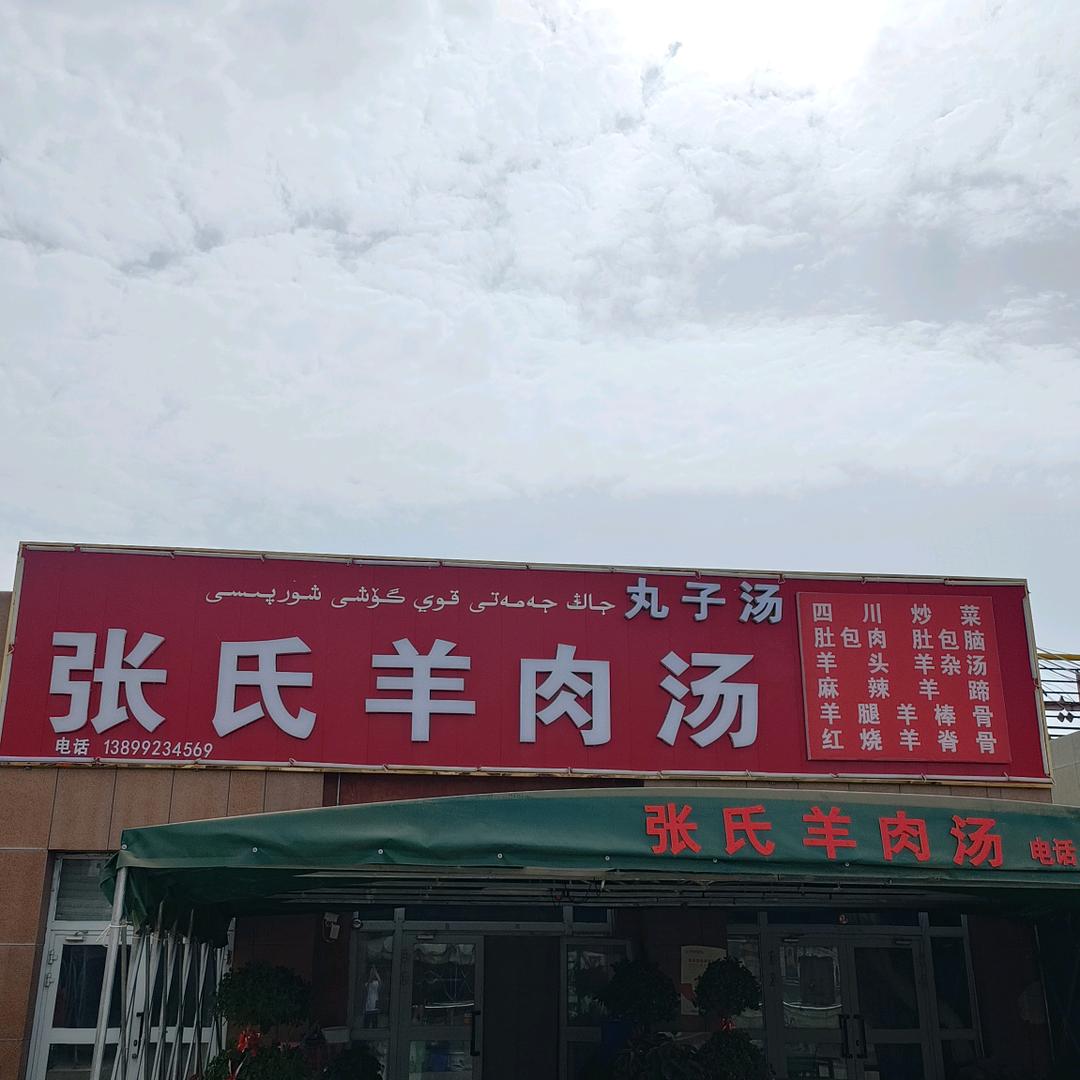 جاڭ جەمەتى قوي گۆشى شورپىسى
丸子汤
张氏羊肉汤
电话 13899234569
四川炒菜
肚包肉 肚包脑
羊头 羊杂汤
麻辣羊蹄
羊腿羊棒骨
红烧羊脊骨
张氏羊肉汤 电话